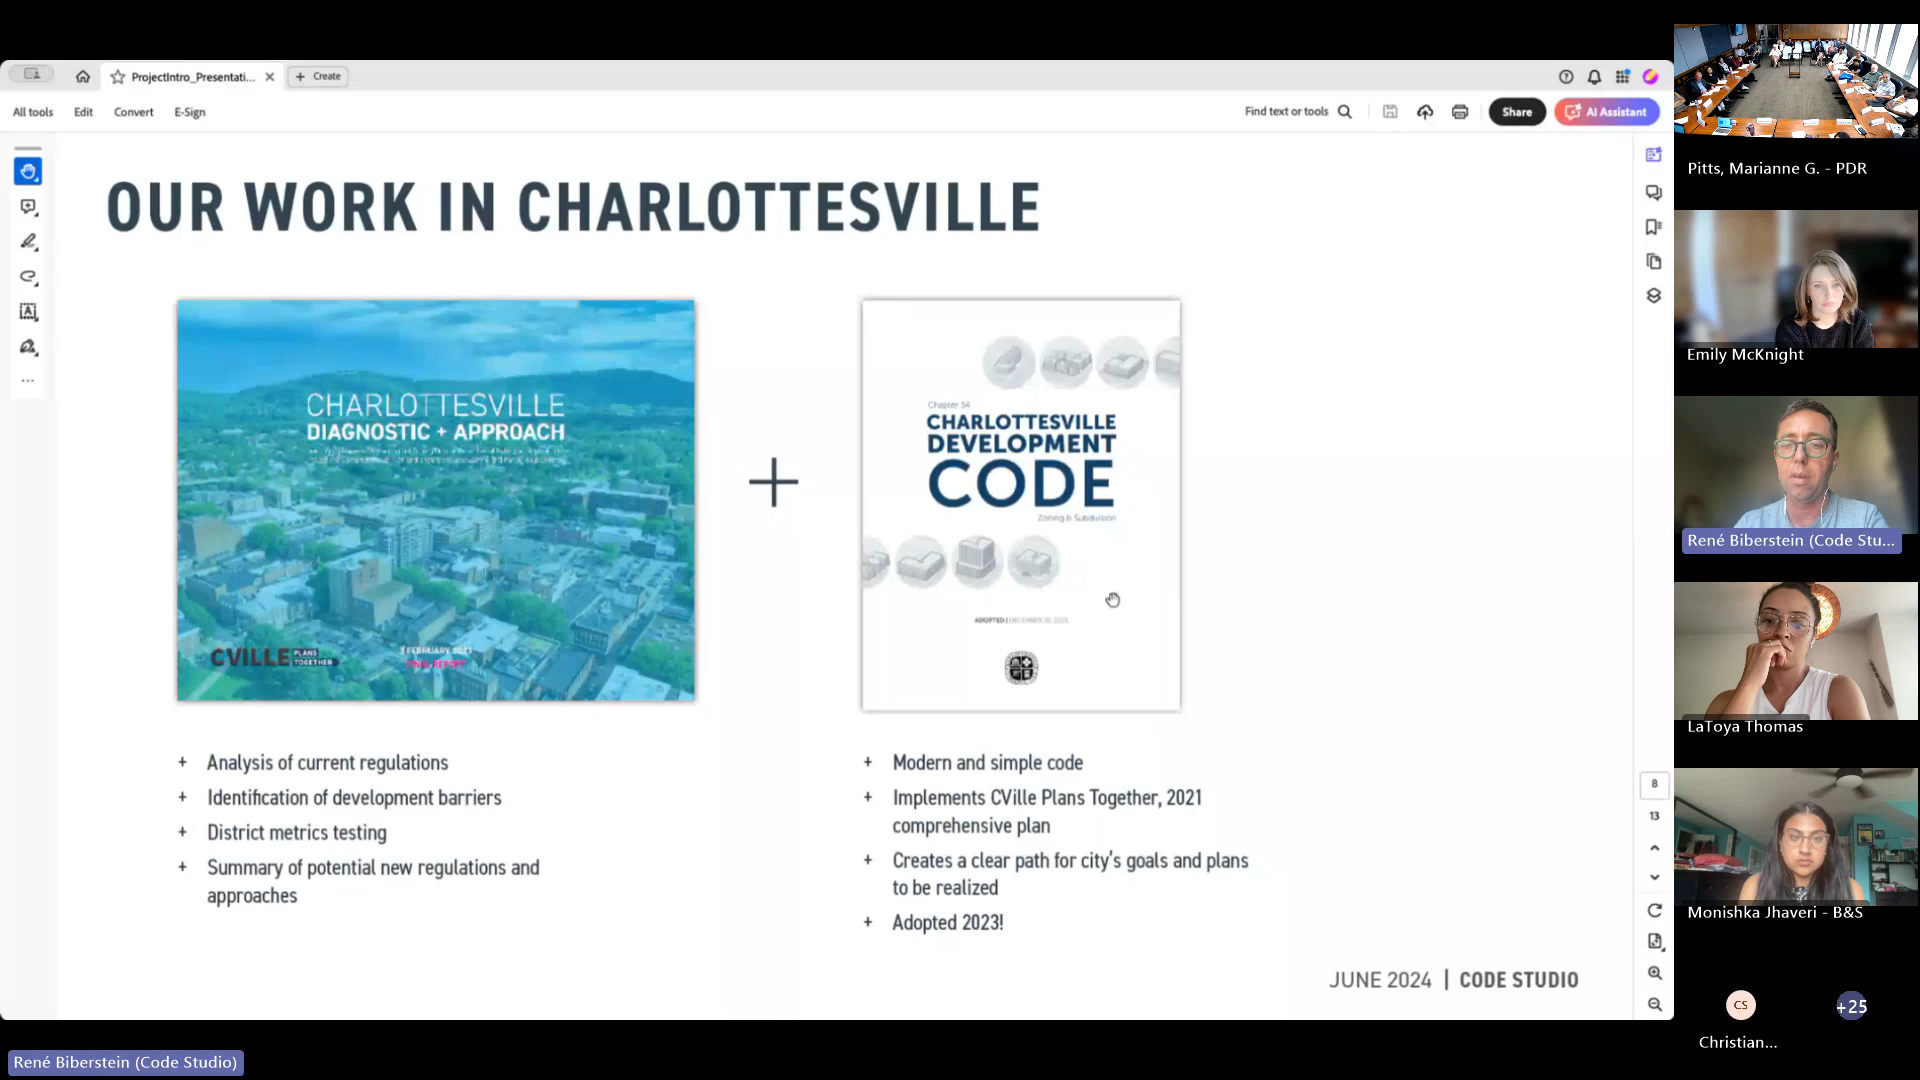 ProjectIntro_Presentati...
Create
All tools
Edit
Convert
E-Sign
Find text or tools
Share
AI Assistant
OUR WORK IN CHARLOTTESVILLE
CHARLOTTESVILLE
DIAGNOSTIC + APPROACH
CVILLE PLANS TOGETHER
FEBRUARY
FINAL REPORT
+
Chapter 34
CHARLOTTESVILLE
DEVELOPMENT
CODE
Zoning & Subdivision
ADOPTED | DECEMBER
+ Analysis of current regulations
+ Identification of development barriers
+ District metrics testing
+ Summary of potential new regulations and
approaches
+ Modern and simple code
+ Implements CVille Plans Together, 2021
comprehensive plan
+ Creates a clear path for city's goals and plans
to be realized
+ Adopted 2023!
JUNE 2024 | CODE STUDIO
8
13
Pitts, Marianne G. - PDR
Emily McKnight
René Biberstein (Code Stu...
LaToya Thomas
Monishka Jhaveri - B&S
CS
+25
Christian...
René Biberstein (Code Studio)